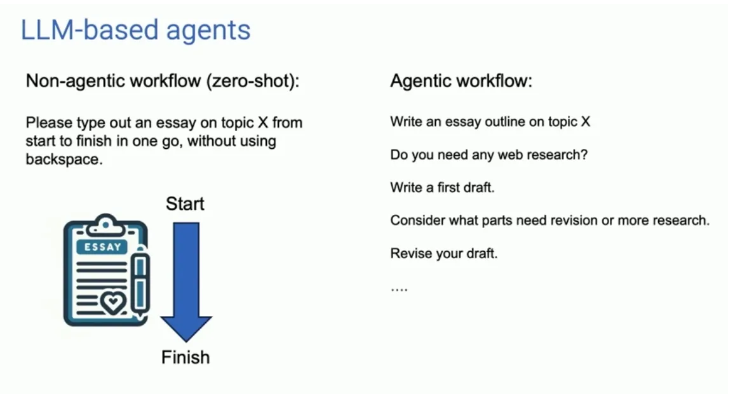 LLM-based agents
Non-agentic workflow (zero-shot):
Please type out an essay on topic X from
start to finish in one go, without using
backspace.
Start
ESSAY
Finish
Agentic workflow:
Write an essay outline on topic X
Do you need any web research?
Write a first draft.
Consider what parts need revision or more research.
Revise your draft.
....